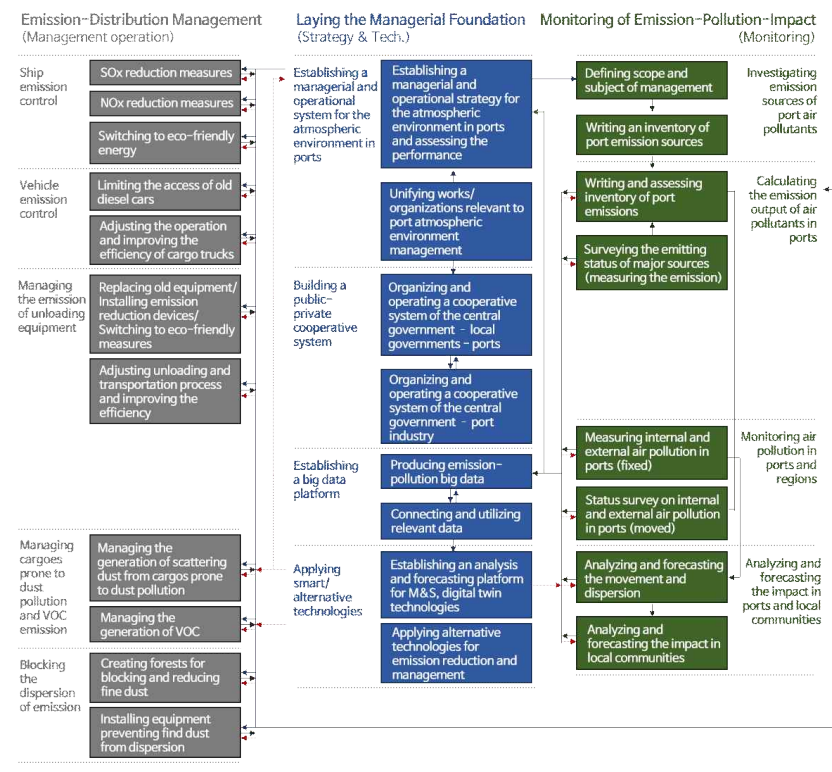 Emission-Distribution Management
(Management operation)
Laying the Managerial Foundation
(Strategy & Tech.)
Monitoring of Emission-Pollution-Impact
(Monitoring)
Ship
emission
control
SOx reduction measures
NOx reduction measures
Switching to eco-friendly
energy
Vehicle
emission
control
Limiting the access of old
diesel cars
Adjusting the operation
and improving the
efficiency of cargo trucks
Managing
the emission
of unloading
equipment
Replacing old equipment/
Installing emission
reduction devices/
Switching to eco-friendly
measures
Adjusting unloading and
transportation process
and improving the
efficiency
Managing
cargoes
prone to
dust
pollution
and VOC
emission
Managing the
generation of scattering
dust from cargos prone
to dust pollution
Managing the
generation of VOC
Blocking
the
dispersion
of emission
Creating forests for
blocking and reducing
fine dust
Installing equipment
preventing find dust
from dispersion
Establishing a
managerial and
operational
system for the
atmospheric
environment in
ports
Establishing a
managerial and
operational strategy for
the atmospheric
environment in ports
and assessing the
performance
Unifying works/
organizations relevant to
port atmospheric
environment
management
Building a
public-
private
cooperative
system
Organizing and
operating a cooperative
system of the central
government - local
governments - ports
Organizing and
operating a cooperative
system of the central
government - port
industry
Establishing
a big data
platform
Producing emission-
pollution big data
Connecting and utilizing
relevant data
Applying
smart/
alternative
technologies
Establishing an analysis
and forecasting platform
for M&S, digital twin
technologies
Applying alternative
technologies for
emission reduction and
management
Defining scope and
subject of management
Writing an inventory of
port emission sources
Investigating
emission
sources of
port air
pollutants
Writing and assessing
inventory of port
emissions
Surveying the emitting
status of major sources
(measuring the emission)
Calculating
the emission
output of air
pollutants in
ports
Measuring internal and
external air pollution in
ports (fixed)
Status survey on internal
and external air pollution
in ports (moved)
Monitoring air
pollution in
ports and
regions
Analyzing and forecasting
the movement and
dispersion
Analyzing and
forecasting the impact in
local communities
Analyzing and
forecasting
the impact in
ports and local
communities